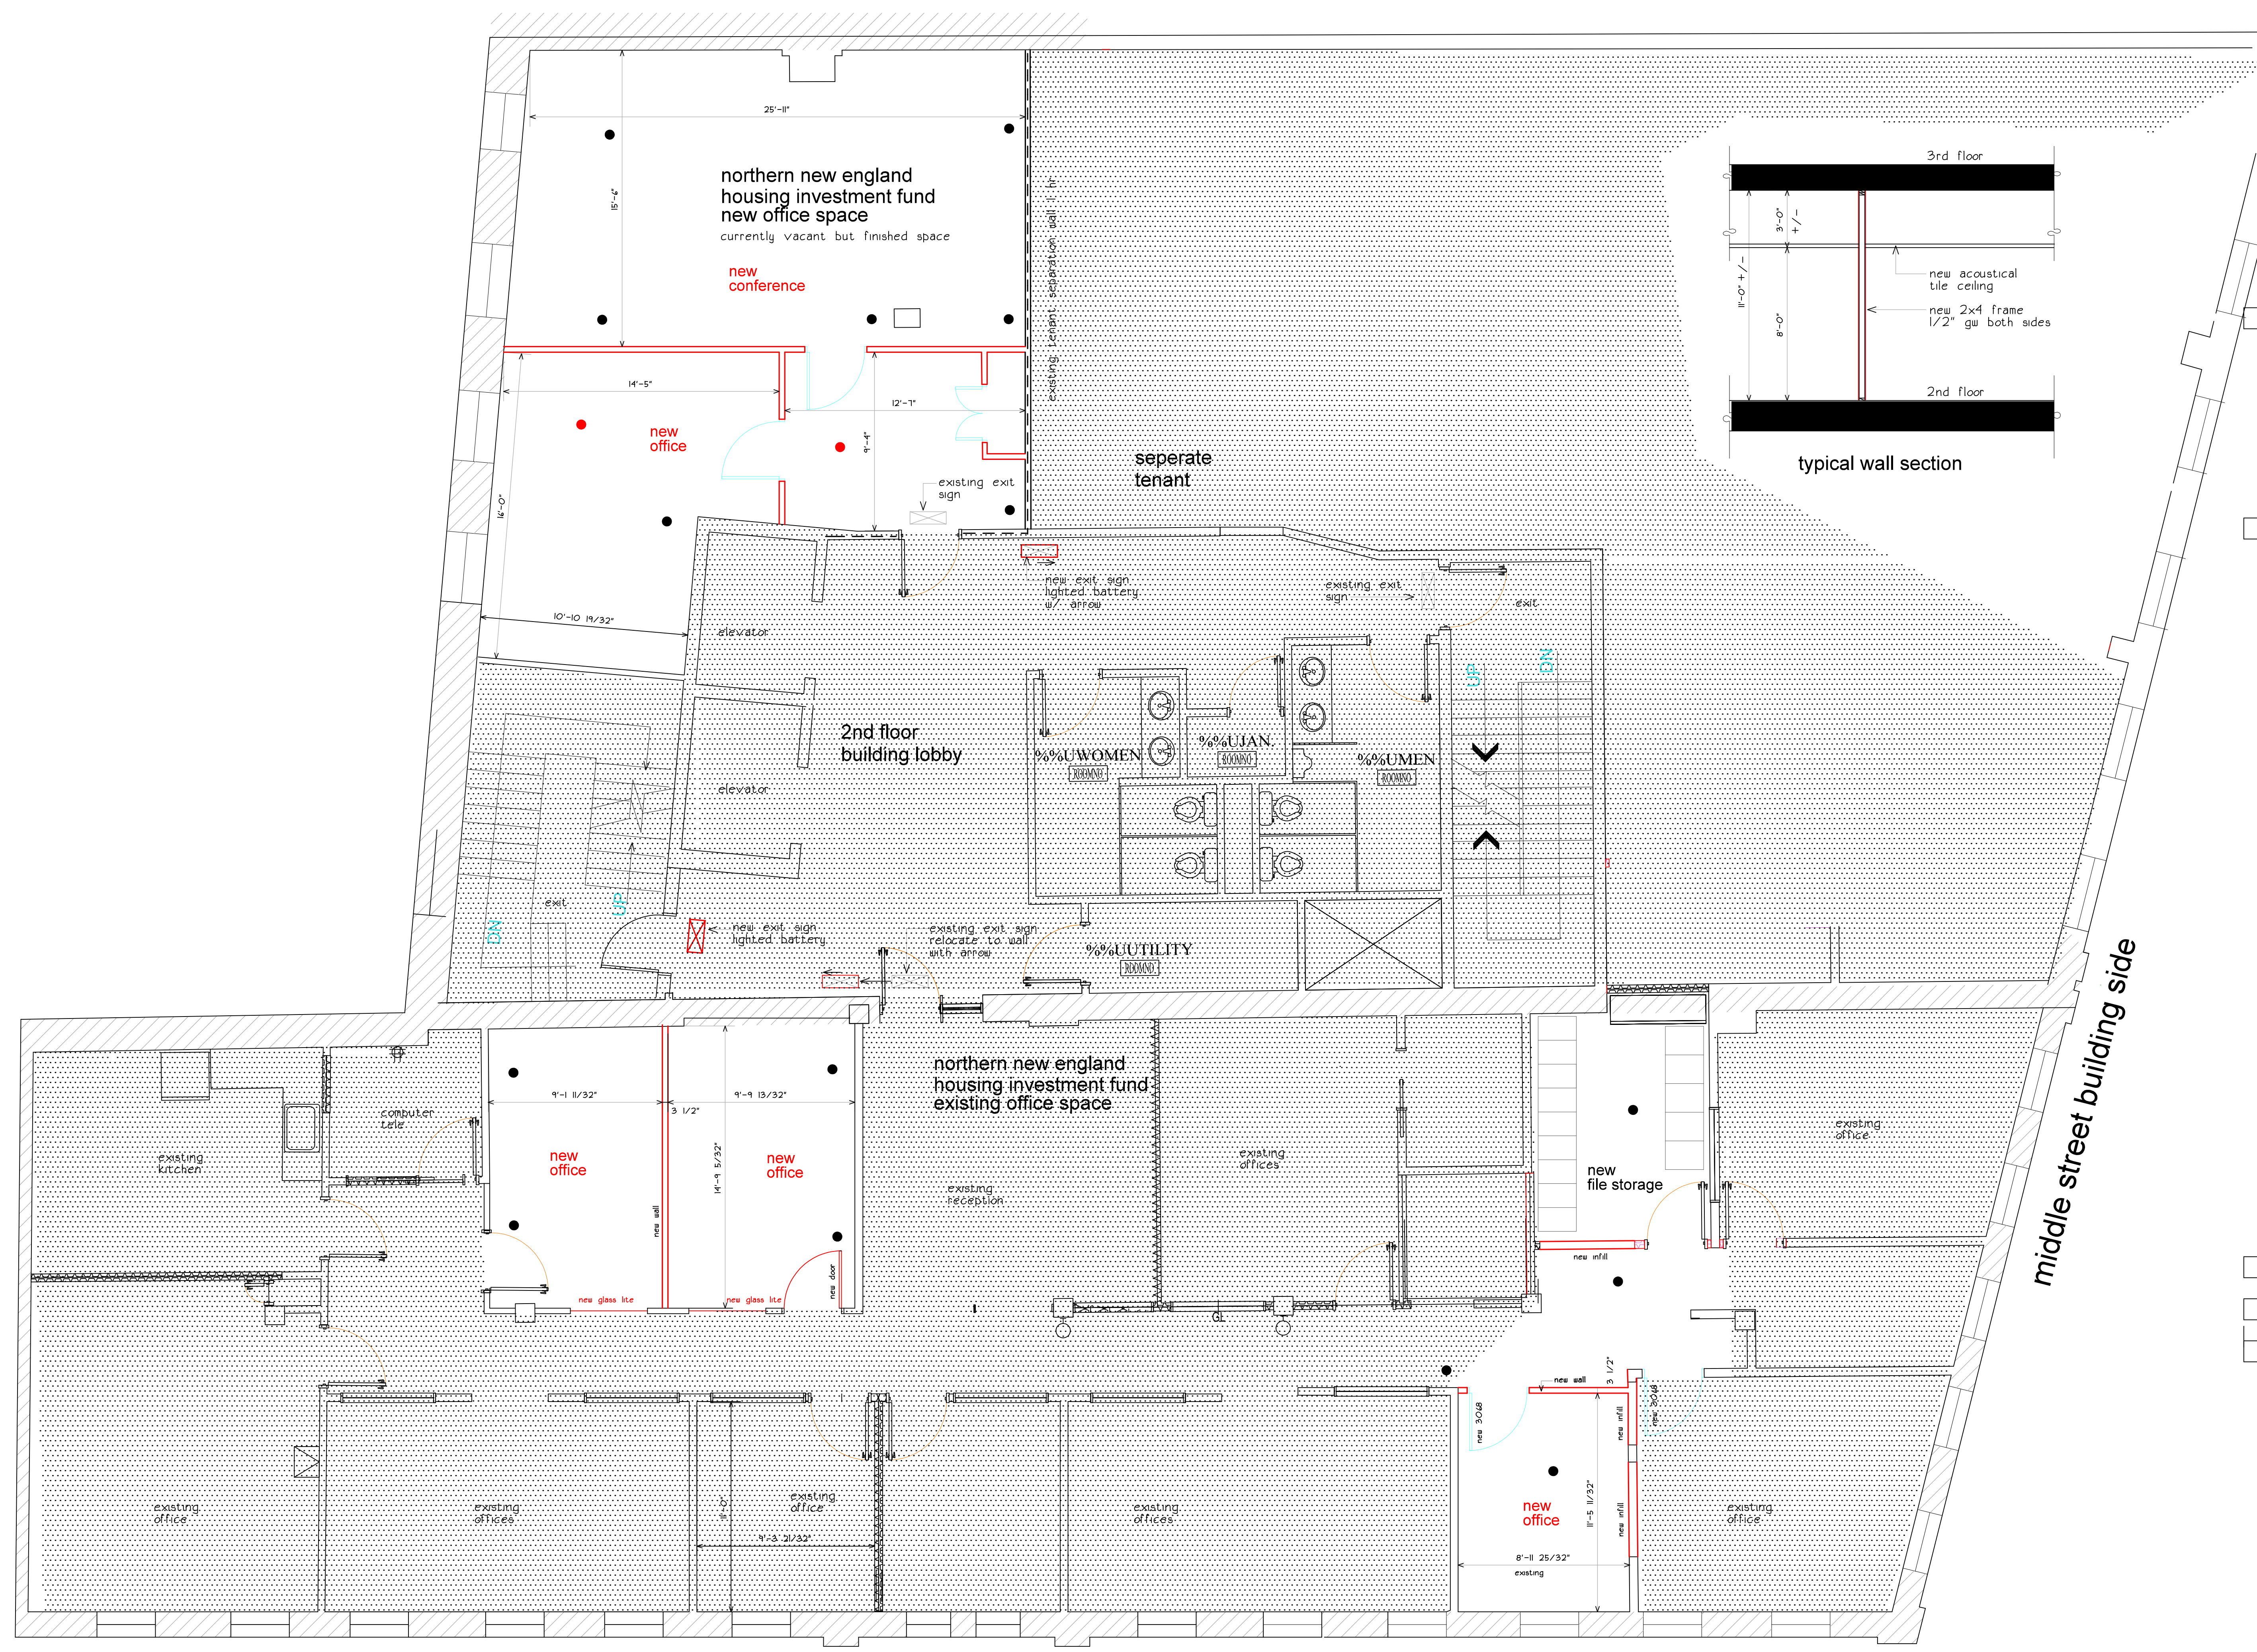 25'-11"
15'-6"
northern new england
housing investment fund
new office space
currently vacant but finished space
new
conference
existing tenant separation wall 1 hr
3rd floor
3'-0"
+/-
11'-0" +/-
8'-0"
new acoustical
tile ceiling
new 2x4 frame
1/2" gw both sides
2nd floor
typical wall section
14'-5"
12'-7"
9'-4"
new
office
16'-0"
existing exit
sign
seperate
tenant
10'-10 19/32"
new exit sign
lighted battery
w/ arrow
existing exit
sign
exit
elevator
UP
DN
2nd floor
building lobby
%%UWOMEN
ROOMNO
%%UJAN.
ROOMNO
%%UMEN
ROOMNO
elevator
exit
UP
DN
new exit sign
lighted battery
existing exit sign
relocate to wall
with arrow
%%UUTILITY
ROOMNO
middle street building side
northern new england
housing investment fund
existing office space
9'-1 11/32"
3 1/2"
9'-9 13/32"
14'-9 5/32"
computer
tele
existing
kitchen
new
office
new
office
new wall
existing
reception
existing
offices
new
file storage
existing
office
new infill
new glass lite
new glass lite
new door
GL
3 1/2"
new wall
new 3068
new 3068
new infill
new infill
11'-5 11/32"
new
office
8'-11 25/32"
existing
existing
office
existing
offices
existing
office
11'-0"
9'-3 21/32"
existing
offices
existing
office